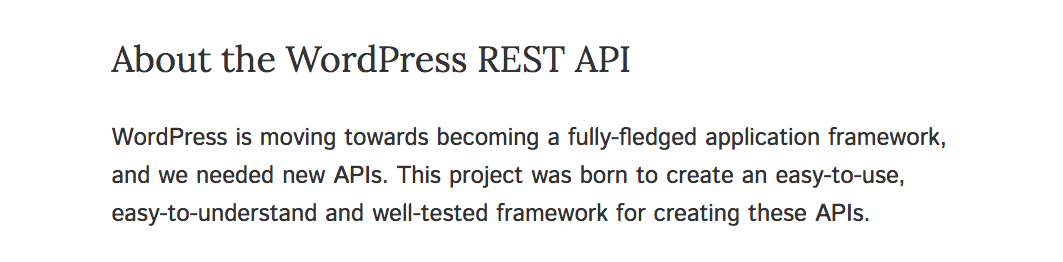 About the WordPress REST API
WordPress is moving towards becoming a fully-fledged application framework,
and we needed new APIs. This project was born to create an easy-to-use,
easy-to-understand and well-tested framework for creating these APIs.